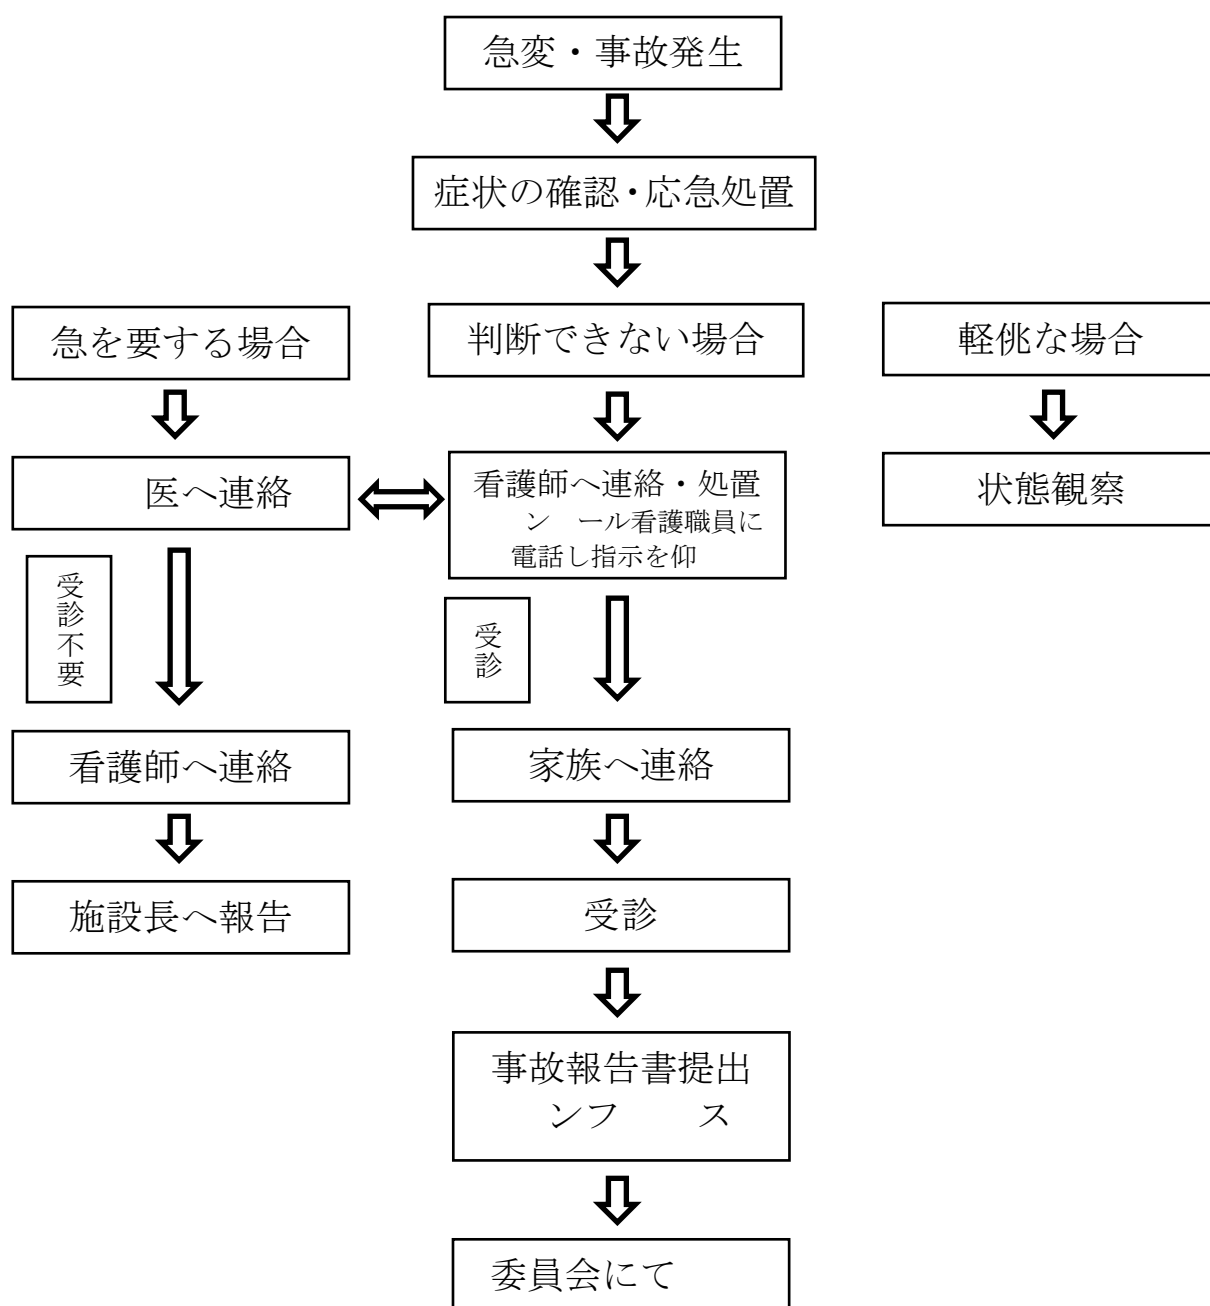 急変・事故発生
症状の確認・応急処置
急を要する場合
判断できない場合
軽佻な場合
医へ連絡
看護師へ連絡・処置
ン ール看護職員に
電話し指示を仰
状態観察
受診不要
受診
看護師へ連絡
家族へ連絡
施設長へ報告
受診
事故報告書提出
ンフ ス
委員会にて